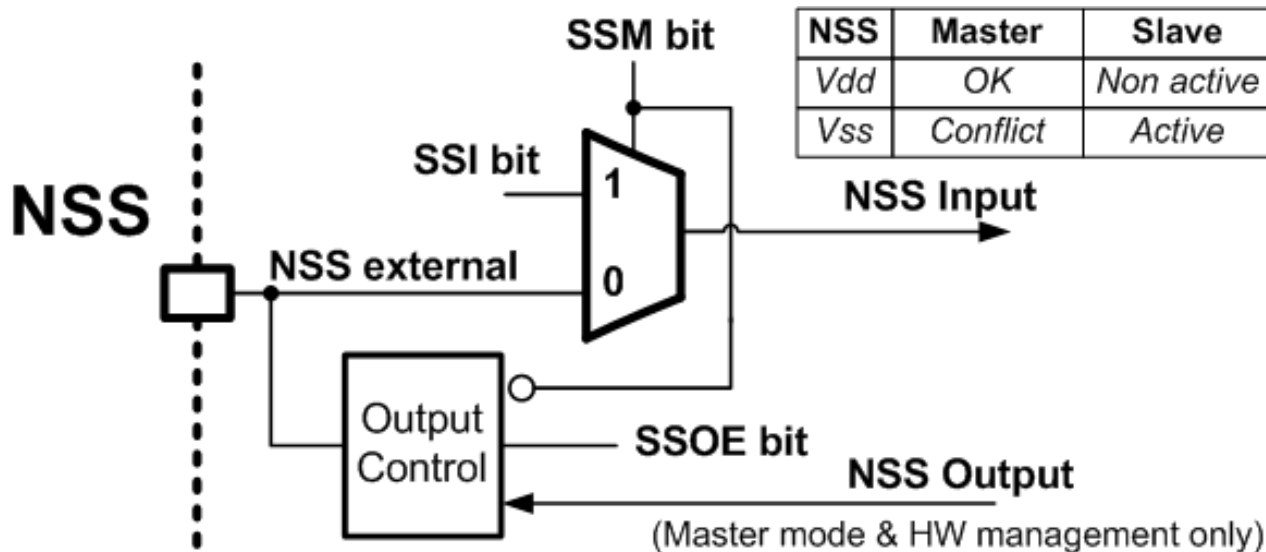 SSM bit
NSS Master Slave
Vdd OK Non active
Vss Conflict Active
SSI bit
1
NSS Input
NSS
NSS external
0
Output
Control
SSOE bit
NSS Output
(Master mode & HW management only)